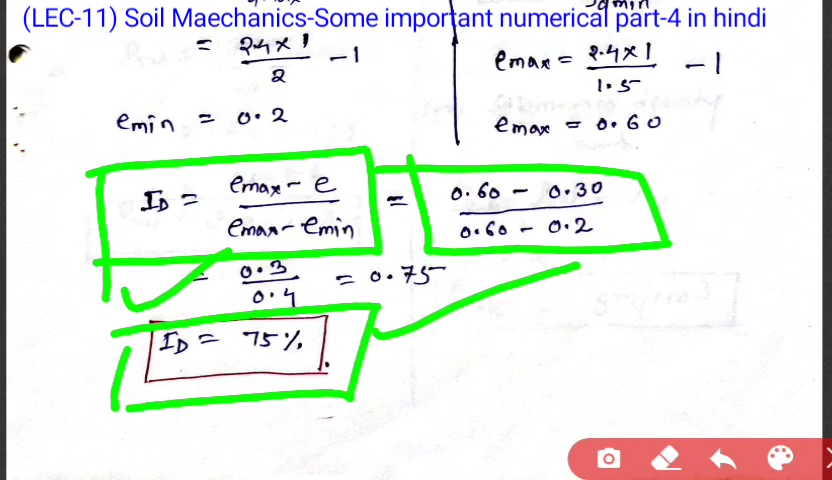 (LEC-11) Soil Maechanics-Some important numerical part-4 in hindi
= 2.4×1 / 2 - 1
emax = 2.4×1 / 1.5 - 1
emin = 0.2
emax = 0.60
ID = emax - e / emax - emin = 0.60 - 0.30 / 0.60 - 0.2
= 0.3 / 0.4 = 0.75
ID = 75%.